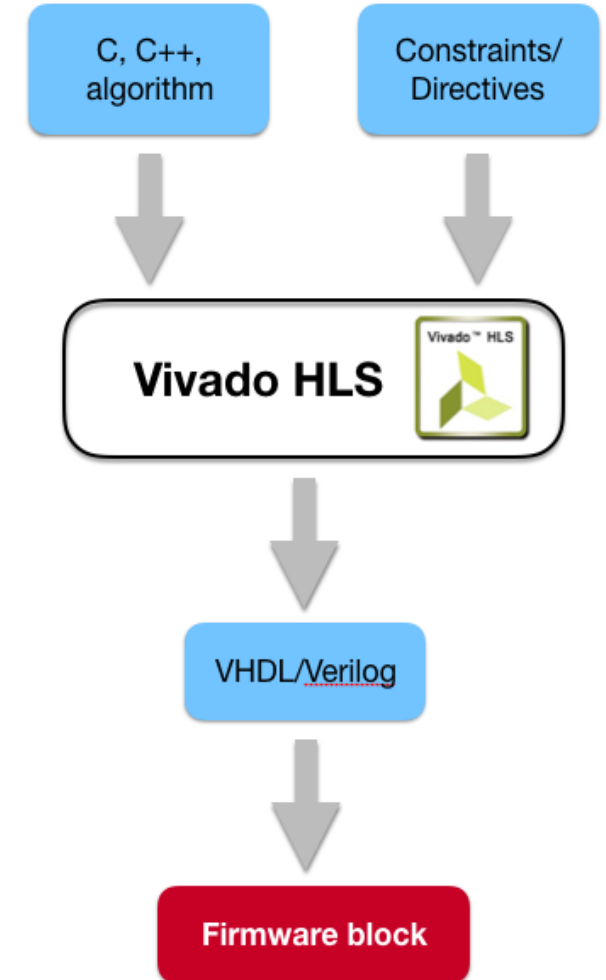 C, C++,
algorithm
Constraints/
Directives
Vivado HLS
Vivado™ HLS
VHDL/Verilog
Firmware block